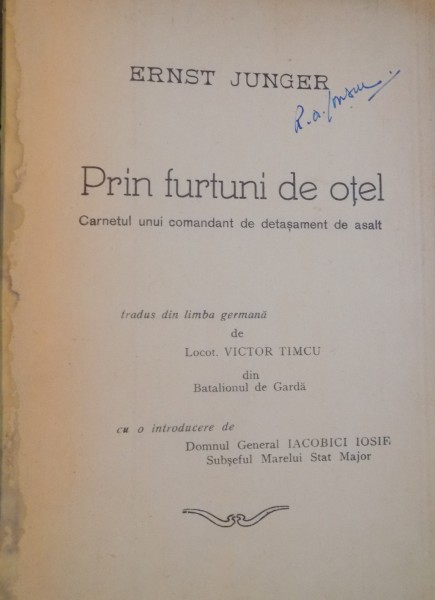 ERNST JUNGER
Prin furtuni de oțel
Carnetul unui comandant de detașament de asalt
tradus din limba germană
de
Locot. VICTOR TIMCU
din
Batalionul de Gardă
cu o introducere de
Domnul General IACOBICI IOSIF
Subșeful Marelui Stat Major